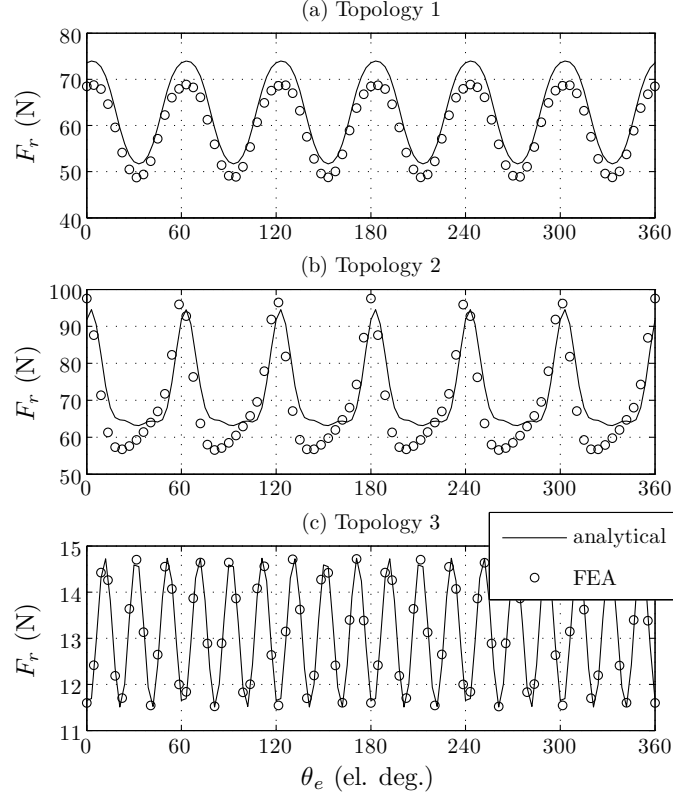 (a) Topology 1
80
70
60
50
40
F_r (N)
0 60 120 180 240 300 360
(b) Topology 2
100
90
80
70
60
50
F_r (N)
0 60 120 180 240 300 360
(c) Topology 3
15
14
13
12
11
F_r (N)
analytical
FEA
0 60 120 180 240 300 360
θ_e (el. deg.)